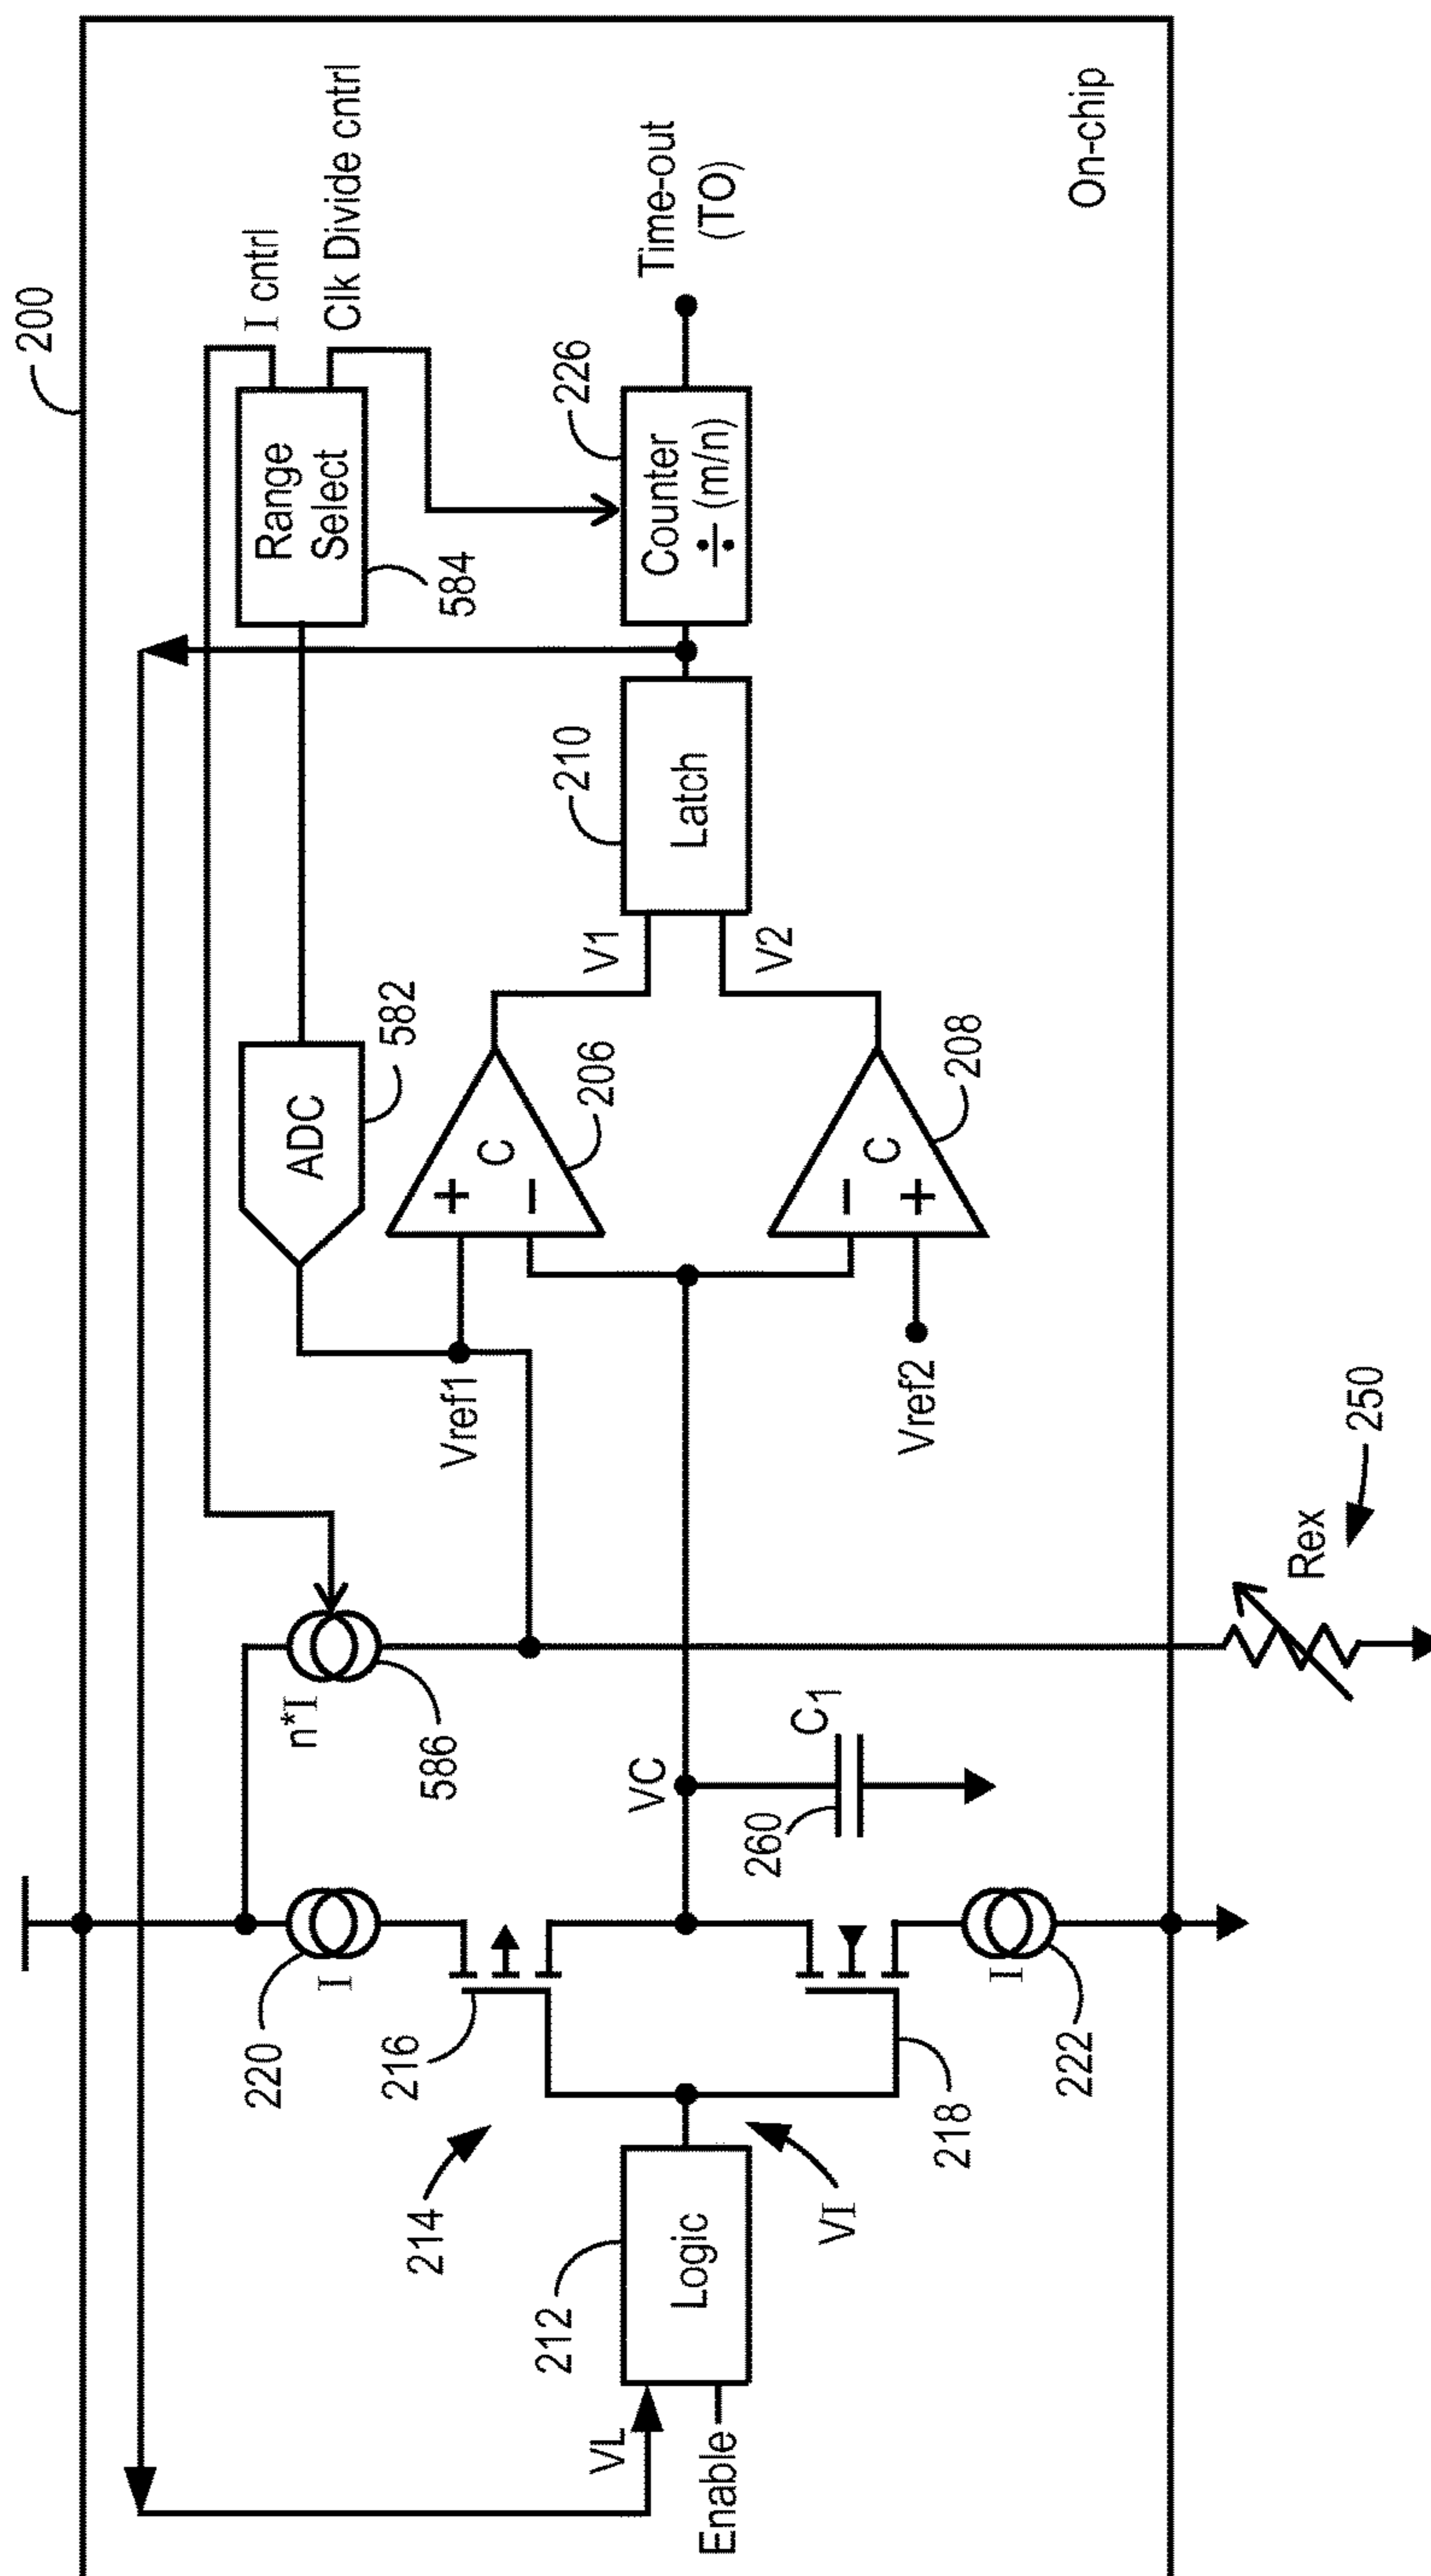 200
I cntrl
Clk Divide cntrl
Range
Select
584
ADC
582
n*I
586
220
I
216
214
Vref1
C
+
−
206
V1
210
Latch
226
Counter
÷ (m/n)
Time-out
(TO)
VL
Enable
212
Logic
VI
218
VC
260
C1
Vref2
C
−
+
208
V2
I
222
On-chip
Rex
250